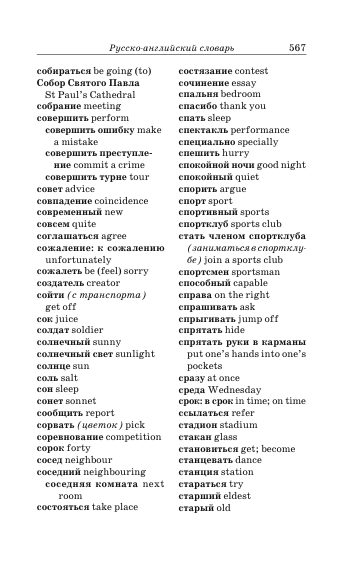 Русско-английский словарь 567
собираться be going (to)
Собор Святого Павла
St Paul's Cathedral
собрание meeting
совершить perform
совершить ошибку make
a mistake
совершить преступле-
ние commit a crime
совершить турне tour
совет advice
совпадение coincidence
современный new
совсем quite
соглашаться agree
сожаление: к сожалению
unfortunately
сожалеть be (feel) sorry
создатель creator
сойти (с транспорта)
get off
сок juice
солдат soldier
солнечный sunny
солнечный свет sunlight
солнце sun
соль salt
сон sleep
сонет sonnet
сообщить report
сорвать (цветок) pick
соревнование competition
сорок forty
сосед neighbour
соседний neighbouring
соседняя комната next
room
состояться take place
состязание contest
сочинение essay
спальня bedroom
спасибо thank you
спать sleep
спектакль performance
специально specially
спешить hurry
спокойной ночи good night
спокойный quiet
спорить argue
спорт sport
спортивный sports
спортклуб sports club
стать членом спортклуба
(заниматься в спортклу-
бе) join a sports club
спортсмен sportsman
способный capable
справа on the right
спрашивать ask
спрыгивать jump off
спрятать hide
спрятать руки в карманы
put one's hands into one's
pockets
сразу at once
среда Wednesday
срок: в срок in time; on time
ссылаться refer
стадион stadium
стакан glass
становиться get; become
станцевать dance
станция station
стараться try
старший eldest
старый old